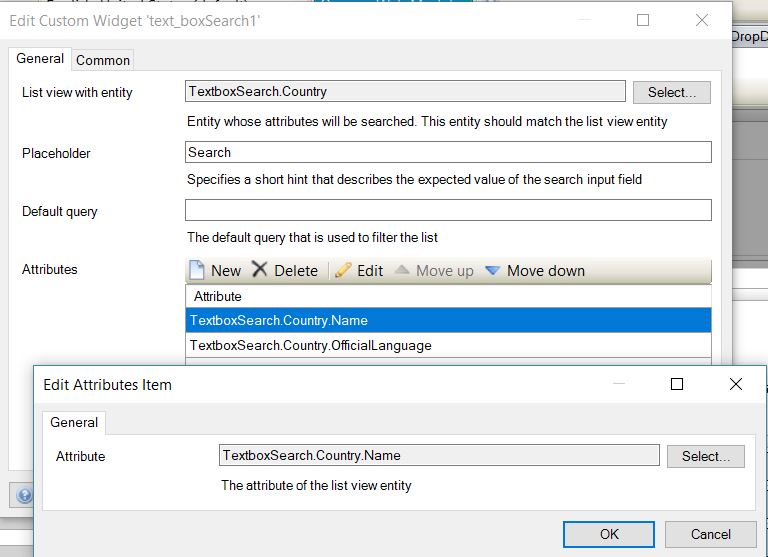 Edit Custom Widget 'text_boxSearch1'
DropD
General Common
List view with entity TextboxSearch.Country Select...
Entity whose attributes will be searched. This entity should match the list view entity
Placeholder Search
Specifies a short hint that describes the expected value of the search input field
Default query
The default query that is used to filter the list
Attributes New Delete Edit Move up Move down
Attribute
TextboxSearch.Country.Name
TextboxSearch.Country.OfficialLanguage
Edit Attributes Item
General
Attribute TextboxSearch.Country.Name Select...
The attribute of the list view entity
OK Cancel